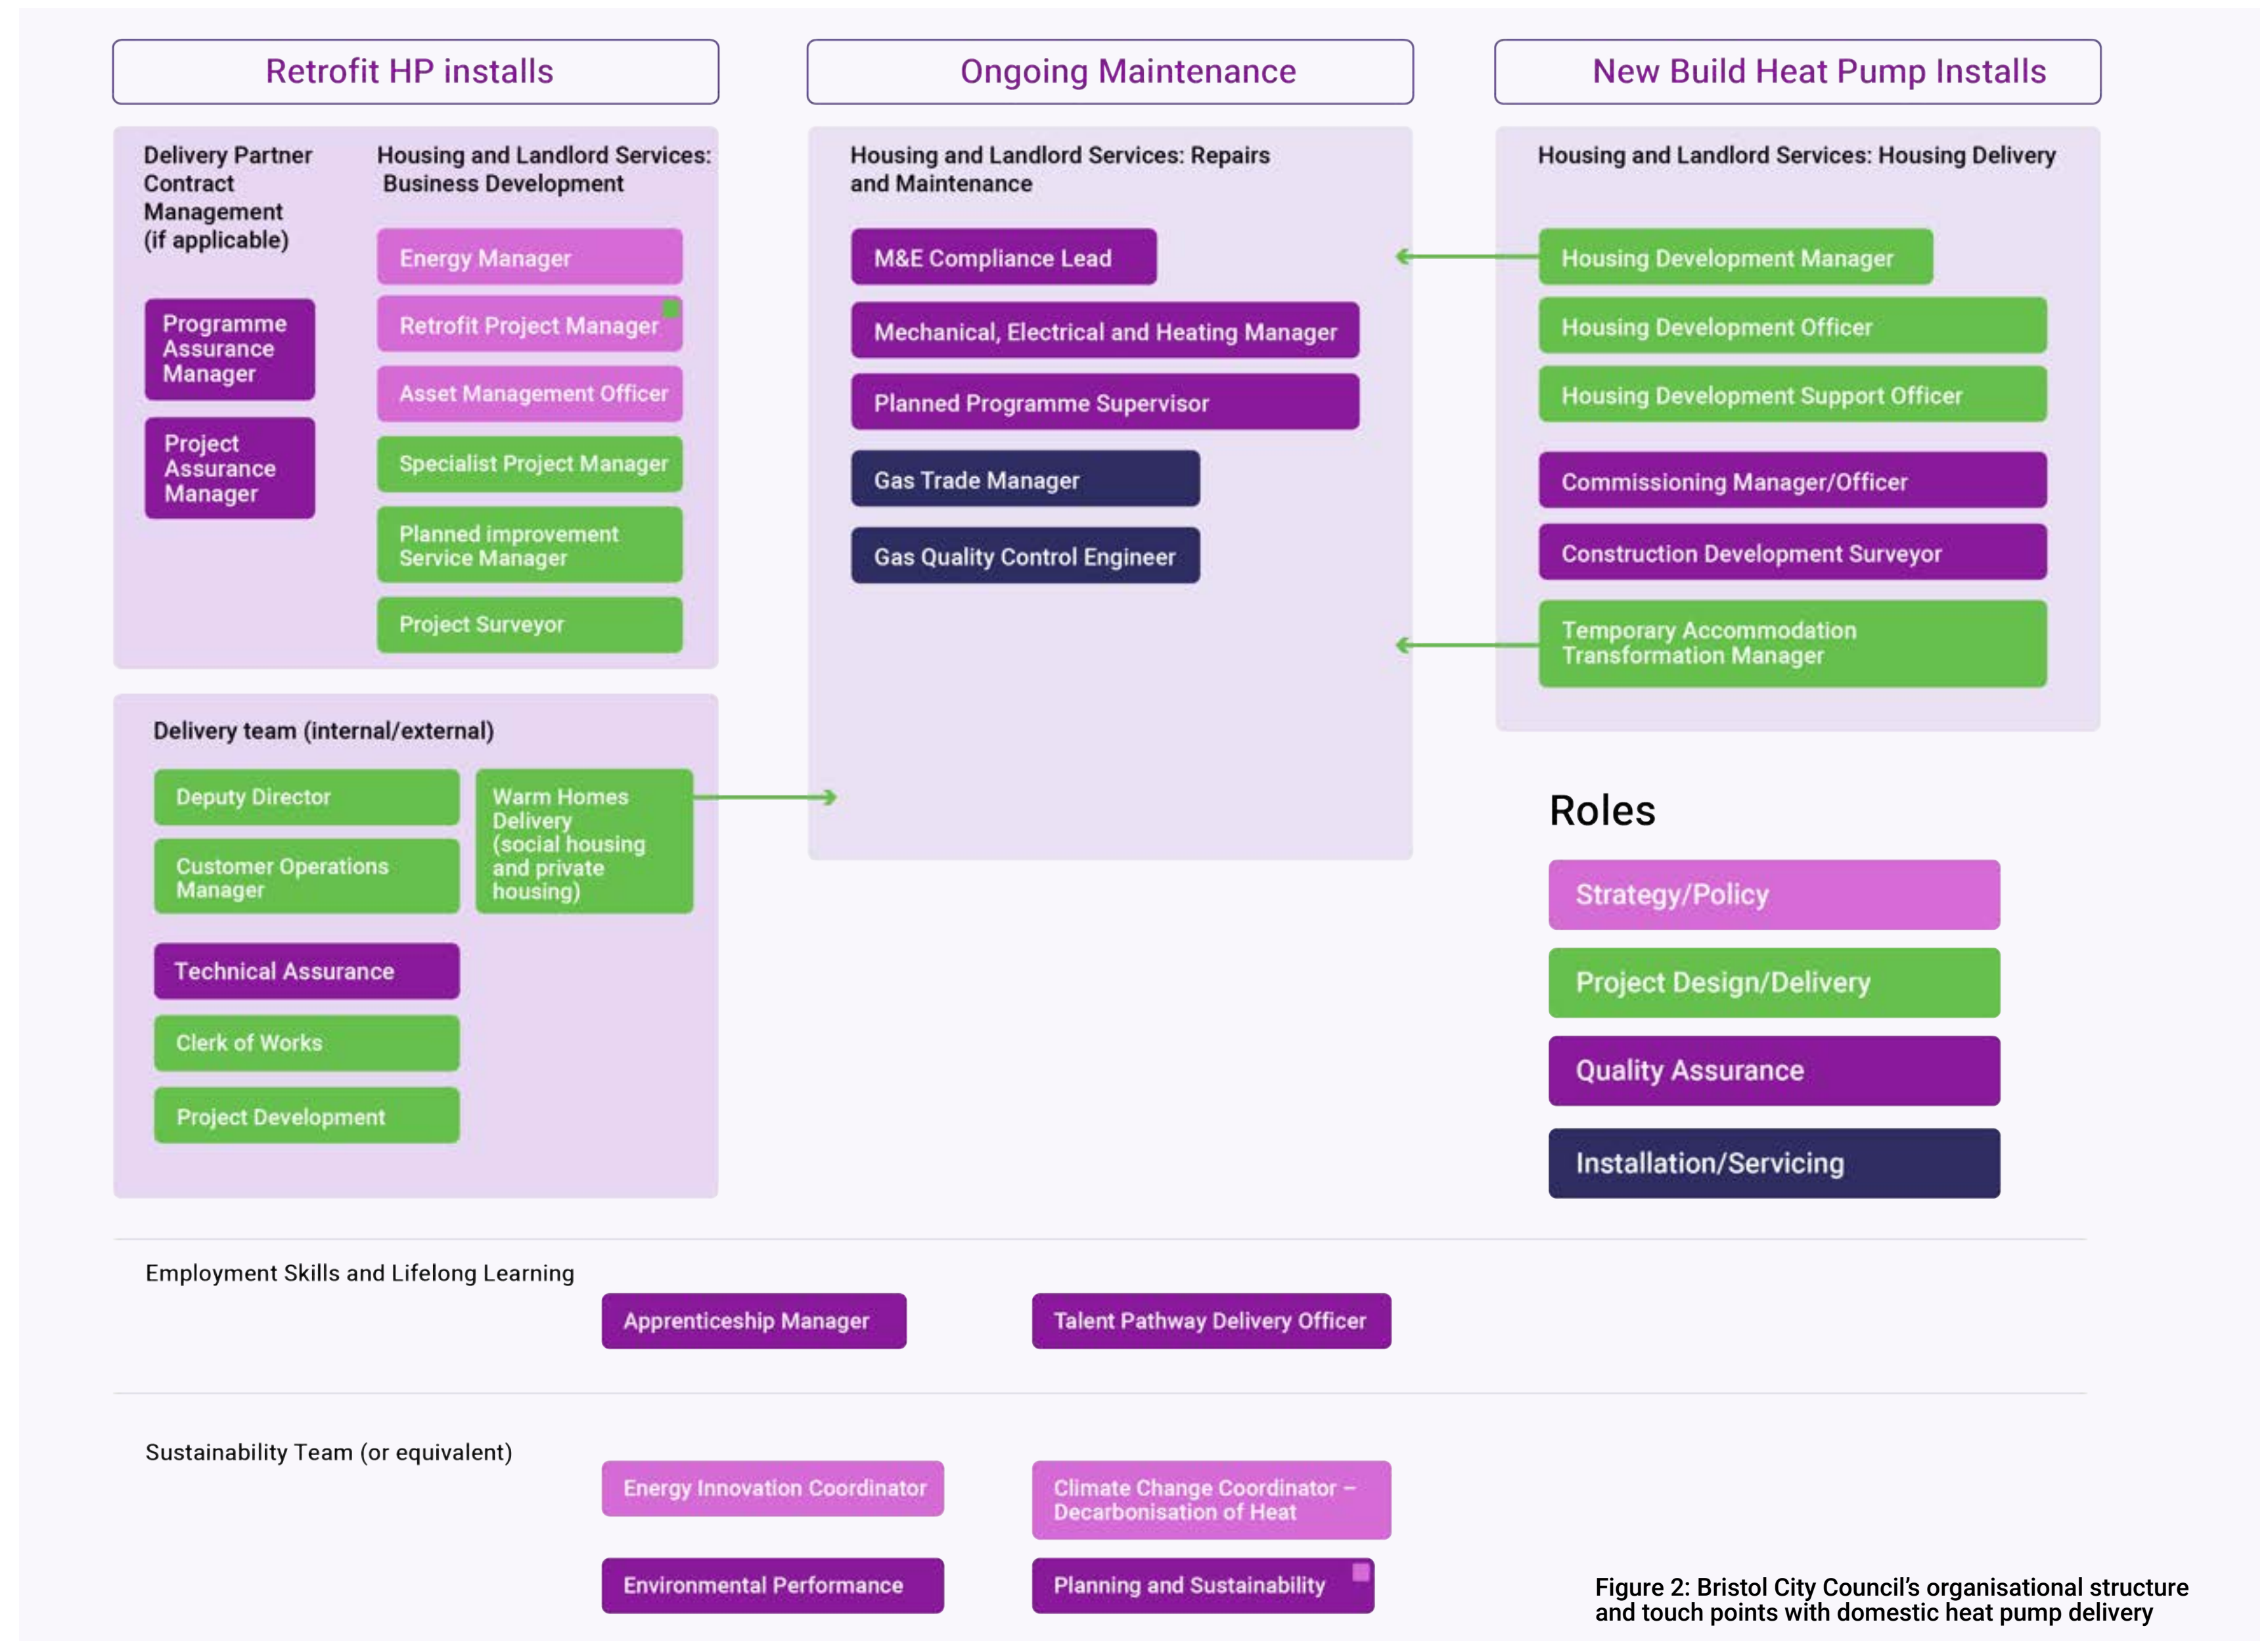 Retrofit HP installs
Delivery Partner
Contract
Management
(if applicable)
Programme
Assurance
Manager
Project
Assurance
Manager
Housing and Landlord Services:
Business Development
Energy Manager
Retrofit Project Manager
Asset Management Officer
Specialist Project Manager
Planned improvement
Service Manager
Project Surveyor
Delivery team (internal/external)
Deputy Director
Customer Operations
Manager
Technical Assurance
Clerk of Works
Project Development
Warm Homes
Delivery
(social housing
and private
housing)
Ongoing Maintenance
Housing and Landlord Services: Repairs
and Maintenance
M&E Compliance Lead
Mechanical, Electrical and Heating Manager
Planned Programme Supervisor
Gas Trade Manager
Gas Quality Control Engineer
New Build Heat Pump Installs
Housing and Landlord Services: Housing Delivery
Housing Development Manager
Housing Development Officer
Housing Development Support Officer
Commissioning Manager/Officer
Construction Development Surveyor
Temporary Accommodation
Transformation Manager
Roles
Strategy/Policy
Project Design/Delivery
Quality Assurance
Installation/Servicing
Employment Skills and Lifelong Learning
Apprenticeship Manager
Talent Pathway Delivery Officer
Sustainability Team (or equivalent)
Energy Innovation Coordinator
Climate Change Coordinator –
Decarbonisation of Heat
Environmental Performance
Planning and Sustainability
Figure 2: Bristol City Council’s organisational structure
and touch points with domestic heat pump delivery